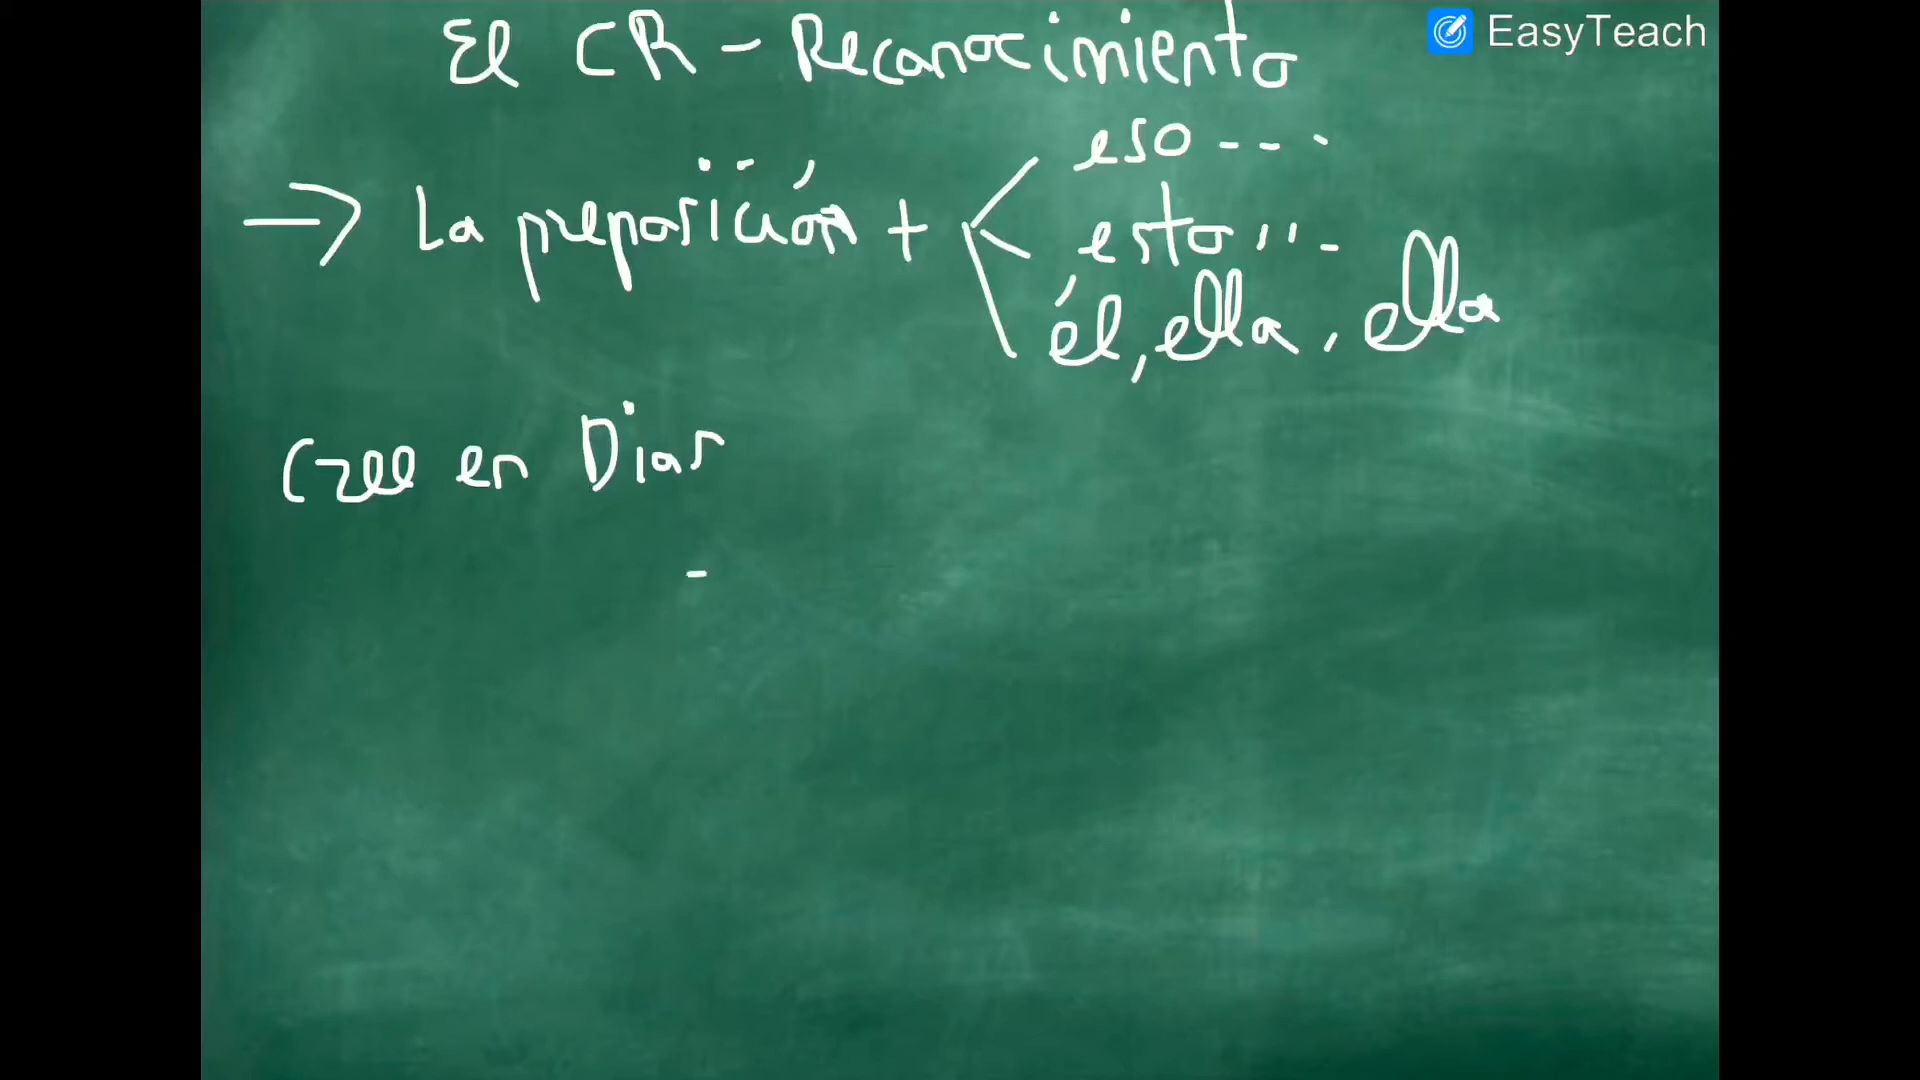 El CR - Reconocimiento
EasyTeach
eso ---
→ La preposición + esto ...
él, ella, ella
Cree en Dios
-